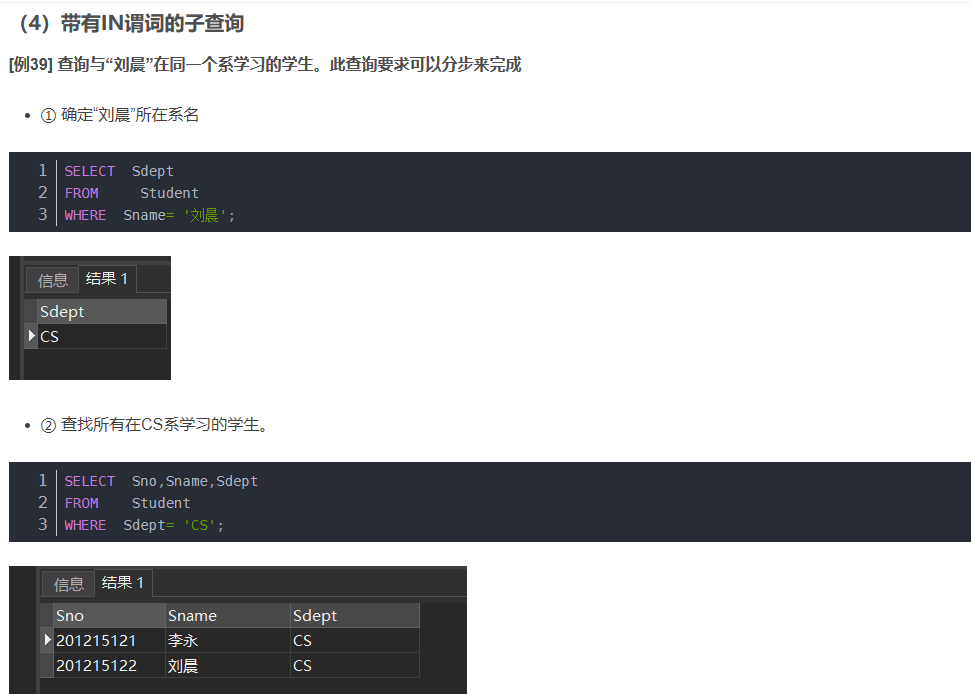 （4）带有IN谓词的子查询
[例39] 查询与“刘晨”在同一个系学习的学生。此查询要求可以分步来完成
• ① 确定“刘晨”所在系名
1 SELECT  Sdept
2 FROM     Student
3 WHERE  Sname= '刘晨';
信息 结果 1
Sdept
CS
• ② 查找所有在CS系学习的学生。
1 SELECT  Sno,Sname,Sdept
2 FROM    Student
3 WHERE  Sdept= 'CS';
信息 结果 1
Sno Sname Sdept
201215121 李永 CS
201215122 刘晨 CS